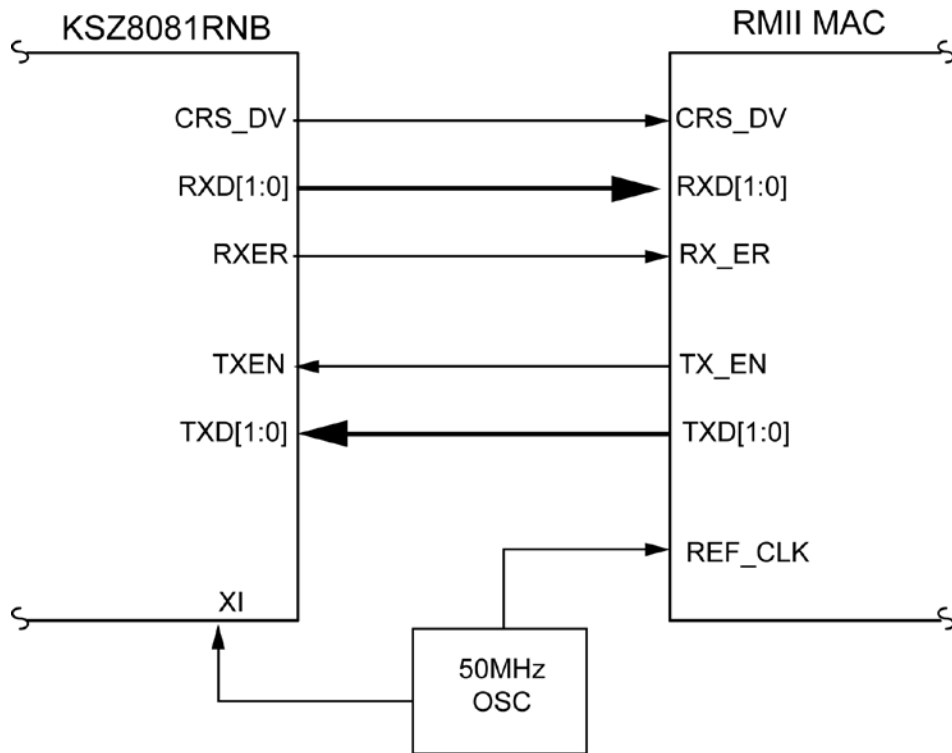 KSZ8081RNB
RMII MAC
CRS_DV
CRS_DV
RXD[1:0]
RXD[1:0]
RXER
RX_ER
TXEN
TX_EN
TXD[1:0]
TXD[1:0]
REF_CLK
XI
50MHz
OSC